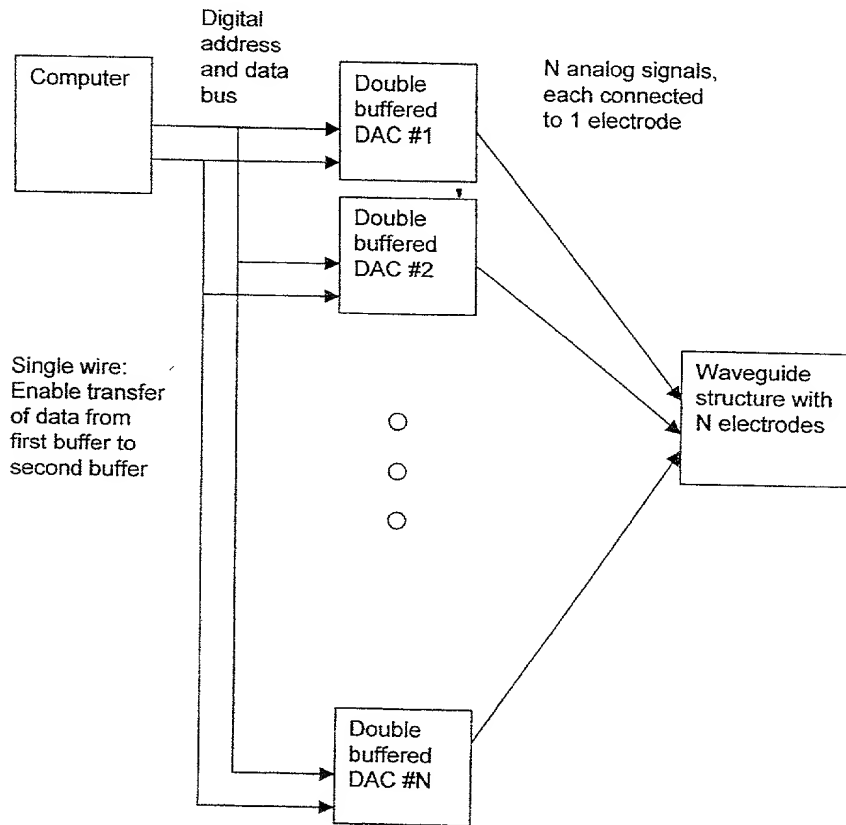 Digital
address
and data
bus
Computer
Double
buffered
DAC #1
N analog signals,
each connected
to 1 electrode
Double
buffered
DAC #2
Single wire:
Enable transfer
of data from
first buffer to
second buffer
Waveguide
structure with
N electrodes
Double
buffered
DAC #N